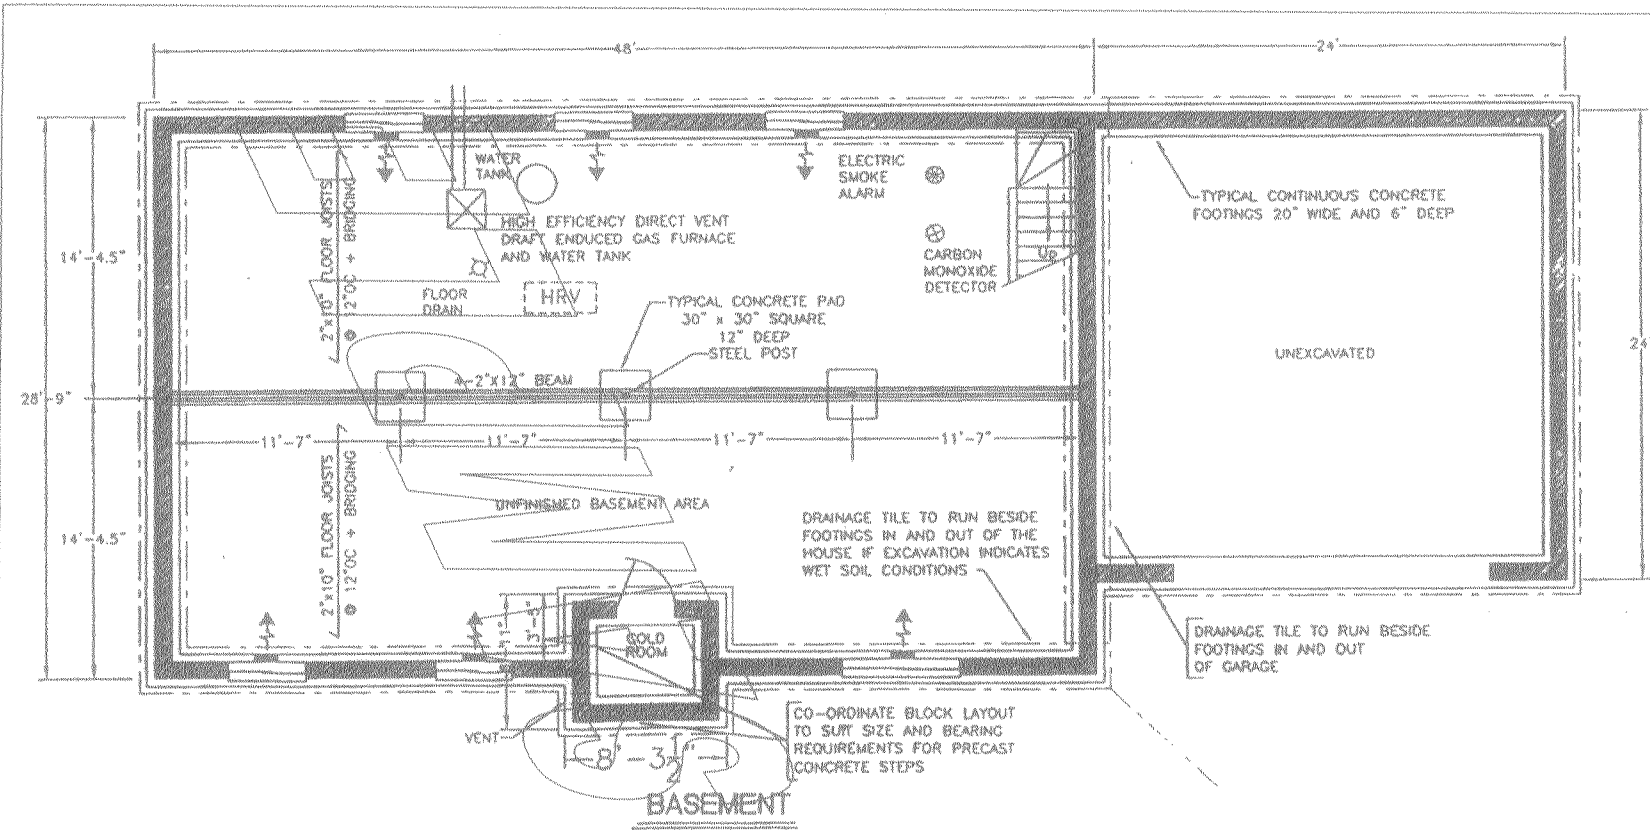 48'
24'
WATER
TANK
ELECTRIC
SMOKE
ALARM
TYPICAL CONTINUOUS CONCRETE
FOOTINGS 20" WIDE AND 6" DEEP
HIGH EFFICIENCY DIRECT VENT
DRAFT ENDUCED GAS FURNACE
AND WATER TANK
14'-4.5"
2"x10" FLOOR JOISTS
@ 12"OC + BRIDGING
UP
CARBON
MONOXIDE
DETECTOR
FLOOR
DRAIN
HRV
TYPICAL CONCRETE PAD
30" x 30" SQUARE
12" DEEP
STEEL POST
UNEXCAVATED
24
4-2"x12" BEAM
28'-9"
11'-7"
11'-7"
11'-7"
11'-7"
2"x10" FLOOR JOISTS
@ 12"OC + BRIDGING
UNFINISHED BASEMENT AREA
14'-4.5"
DRAINAGE TILE TO RUN BESIDE
FOOTINGS IN AND OUT OF THE
HOUSE IF EXCAVATION INDICATES
WET SOIL CONDITIONS
COLD
ROOM
DRAINAGE TILE TO RUN BESIDE
FOOTINGS IN AND OUT
OF GARAGE
VENT
CO-ORDINATE BLOCK LAYOUT
TO SUIT SIZE AND BEARING
REQUIREMENTS FOR PRECAST
CONCRETE STEPS
8'-3 1/2"
BASEMENT